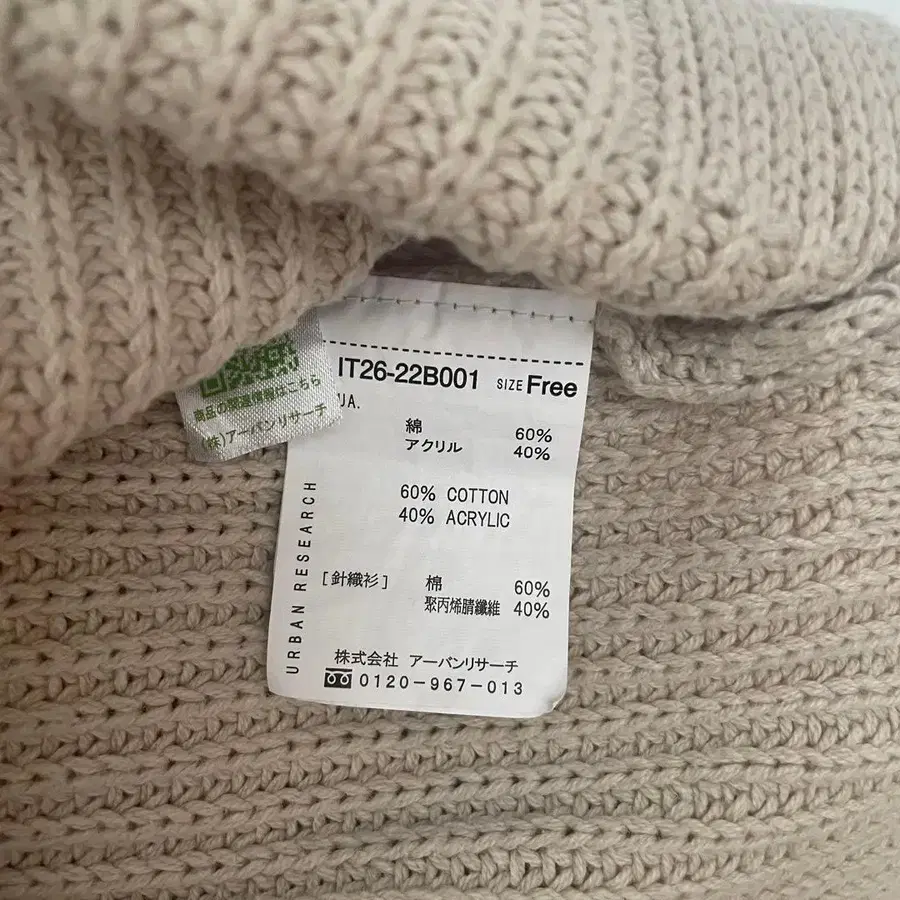 IT26-22B001 SIZE Free
UA.
綿 60%
アクリル 40%
60% COTTON
40% ACRYLIC
[針織衫] 棉 60%
聚丙烯腈纖維 40%
株式会社 アーバンリサーチ
0120-967-013
URBAN RESEARCH
商品の関連情報はこちら
(株)アーバンリサーチ